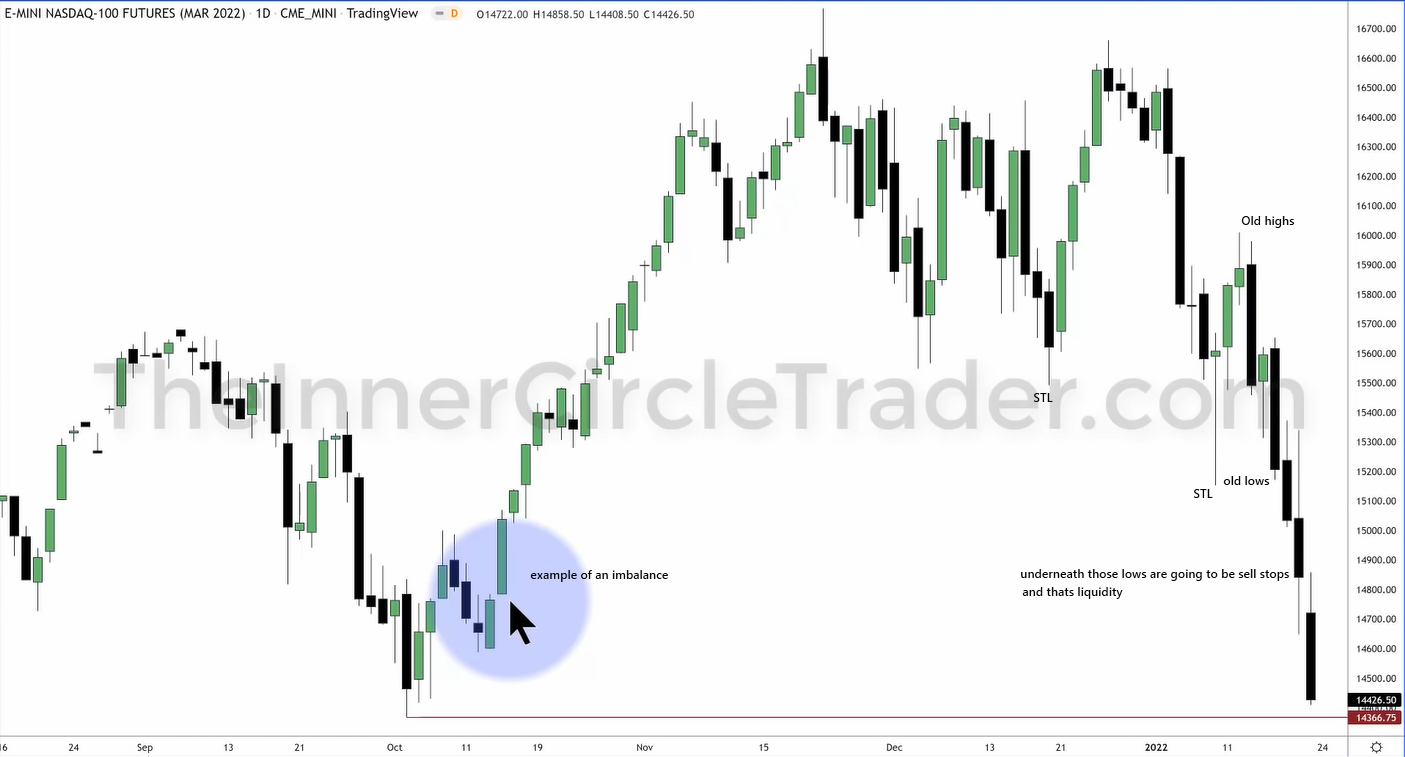 E-MINI NASDAQ-100 FUTURES (MAR 2022) · 1D · CME_MINI · TradingView D O14722.00 H14858.50 L14408.50 C14426.50
16700.00
16600.00
16500.00
16400.00
16300.00
16200.00
16100.00
Old highs
16000.00
15900.00
15800.00
15700.00
15600.00
15500.00
TheInnerCircleTrader.com
STL
15400.00
15300.00
15200.00
old lows
STL
15100.00
15000.00
14900.00
example of an imbalance
underneath those lows are going to be sell stops
14800.00
and thats liquidity
14700.00
14600.00
14500.00
14426.50
14366.75
16 24 Sep 13 21 Oct 11 19 Nov 15 Dec 13 21 2022 11 24